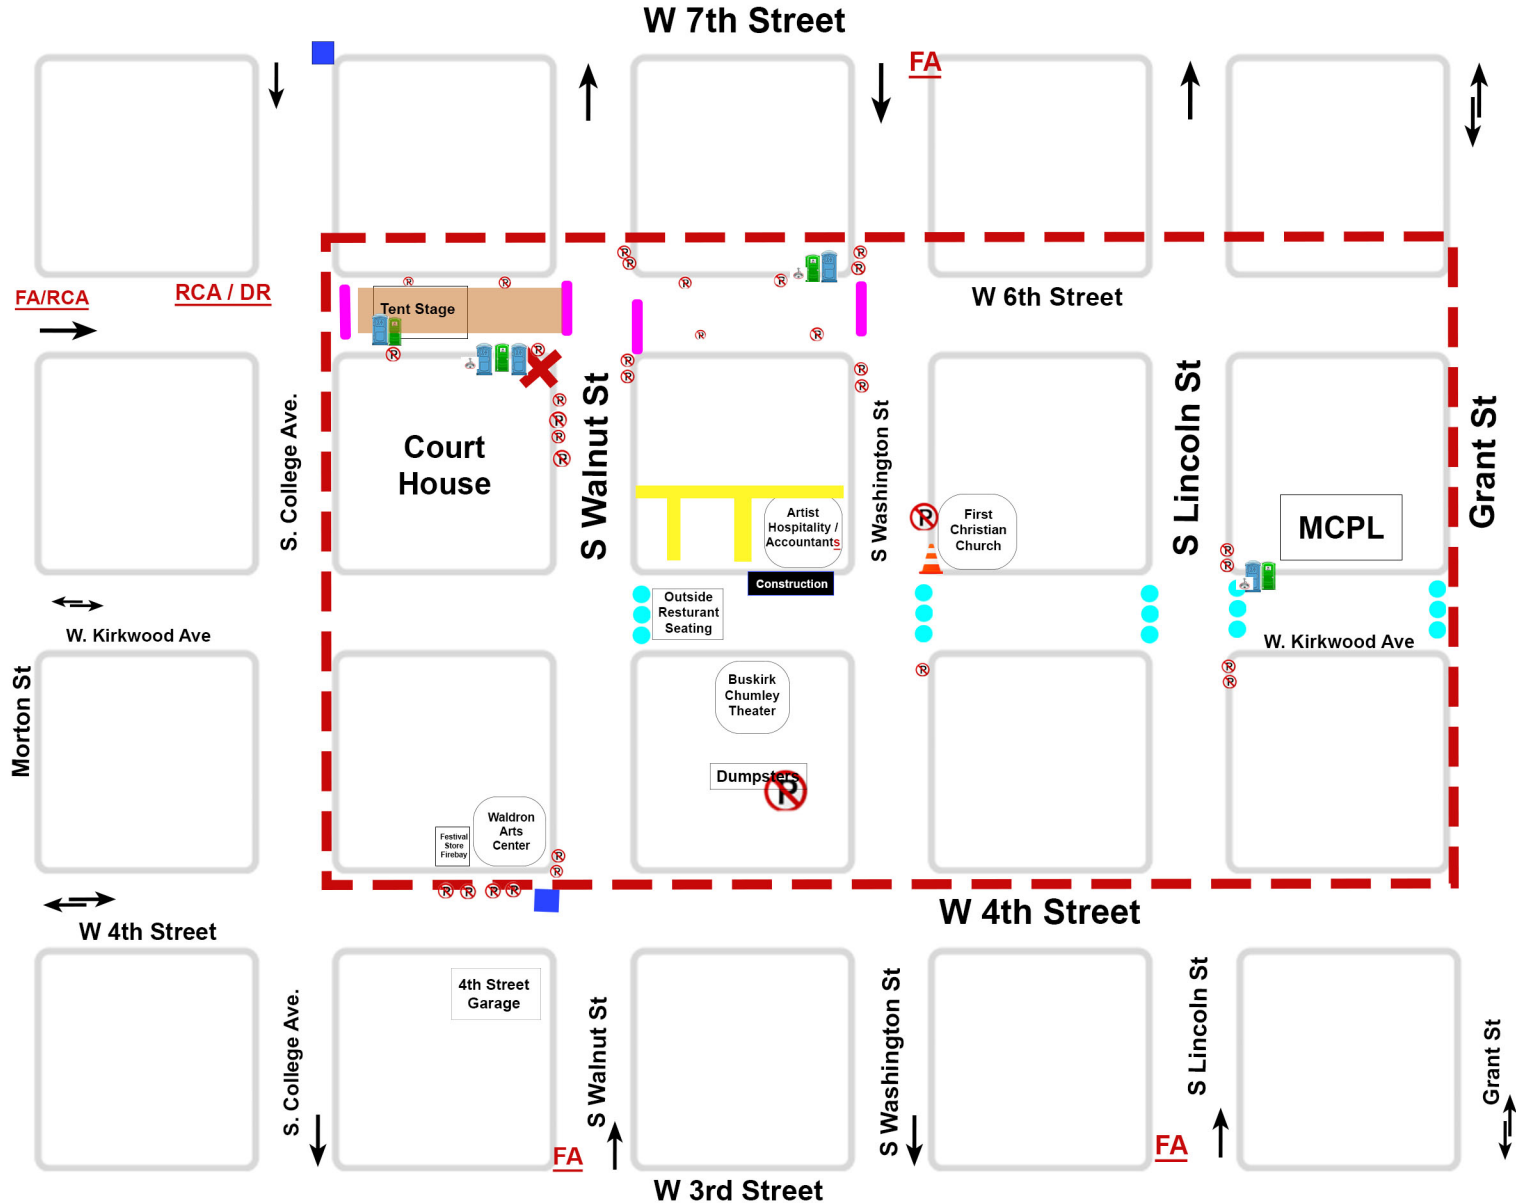 W 7th Street
FA
RCA / DR
FA/RCA
Tent Stage
W 6th Street
S. College Ave.
Court
House
S Walnut St
S Washington St
S Lincoln St
Grant St
Artist
Hospitality /
Accountants
First
Christian
Church
MCPL
Construction
Outside
Resturant
Seating
W. Kirkwood Ave
W. Kirkwood Ave
Morton St
Buskirk
Chumley
Theater
Dumpsters
Waldron
Arts
Center
Festival
Store
Firebay
W 4th Street
W 4th Street
4th Street
Garage
S. College Ave.
S Walnut St
S Washington St
S Lincoln St
Grant St
FA
FA
W 3rd Street